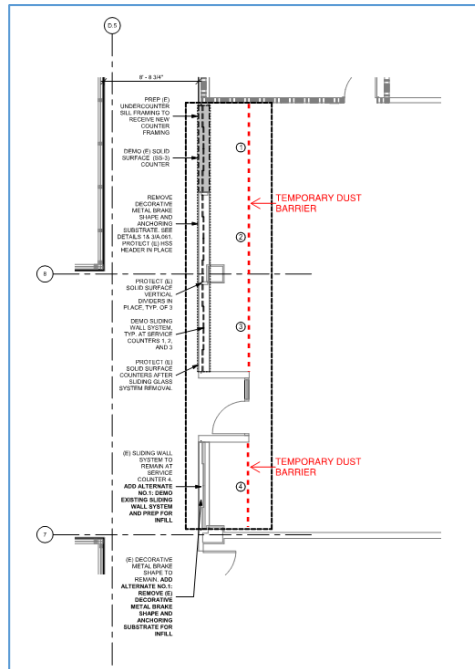 D.5
8' - 8 3/4"
PREP (E)
UNDERCOUNTER
SILL FRAMING TO
RECEIVE NEW
COUNTER
FRAMING
DEMO (E) SOLID
SURFACE (SS-3)
COUNTER
REMOVE
DECORATIVE
METAL BRAKE
SHAPE AND
ANCHORING
SUBSTRATE. SEE
DETAILS 1& 3/A.061.
PROTECT (E) HSS
HEADER IN PLACE
PROTECT (E)
SOLID SURFACE
VERTICAL
DIVIDERS IN
PLACE, TYP. OF 3
DEMO SLIDING
WALL SYSTEM,
TYP. AT SERVICE
COUNTERS 1, 2,
AND 3
PROTECT (E)
SOLID SURFACE
COUNTERS AFTER
SLIDING GLASS
SYSTEM REMOVAL
(E) SLIDING WALL
SYSTEM TO
REMAIN AT
SERVICE
COUNTER 4.
ADD ALTERNATE
NO.1: DEMO
EXISTING SLIDING
WALL SYSTEM
AND PREP FOR
INFILL
(E) DECORATIVE
METAL BRAKE
SHAPE TO
REMAIN. ADD
ALTERNATE NO.1:
REMOVE (E)
DECORATIVE
METAL BRAKE
SHAPE AND
ANCHORING
SUBSTRATE FOR
INFILL
1
TEMPORARY DUST
BARRIER
2
3
TEMPORARY DUST
BARRIER
4
8
7